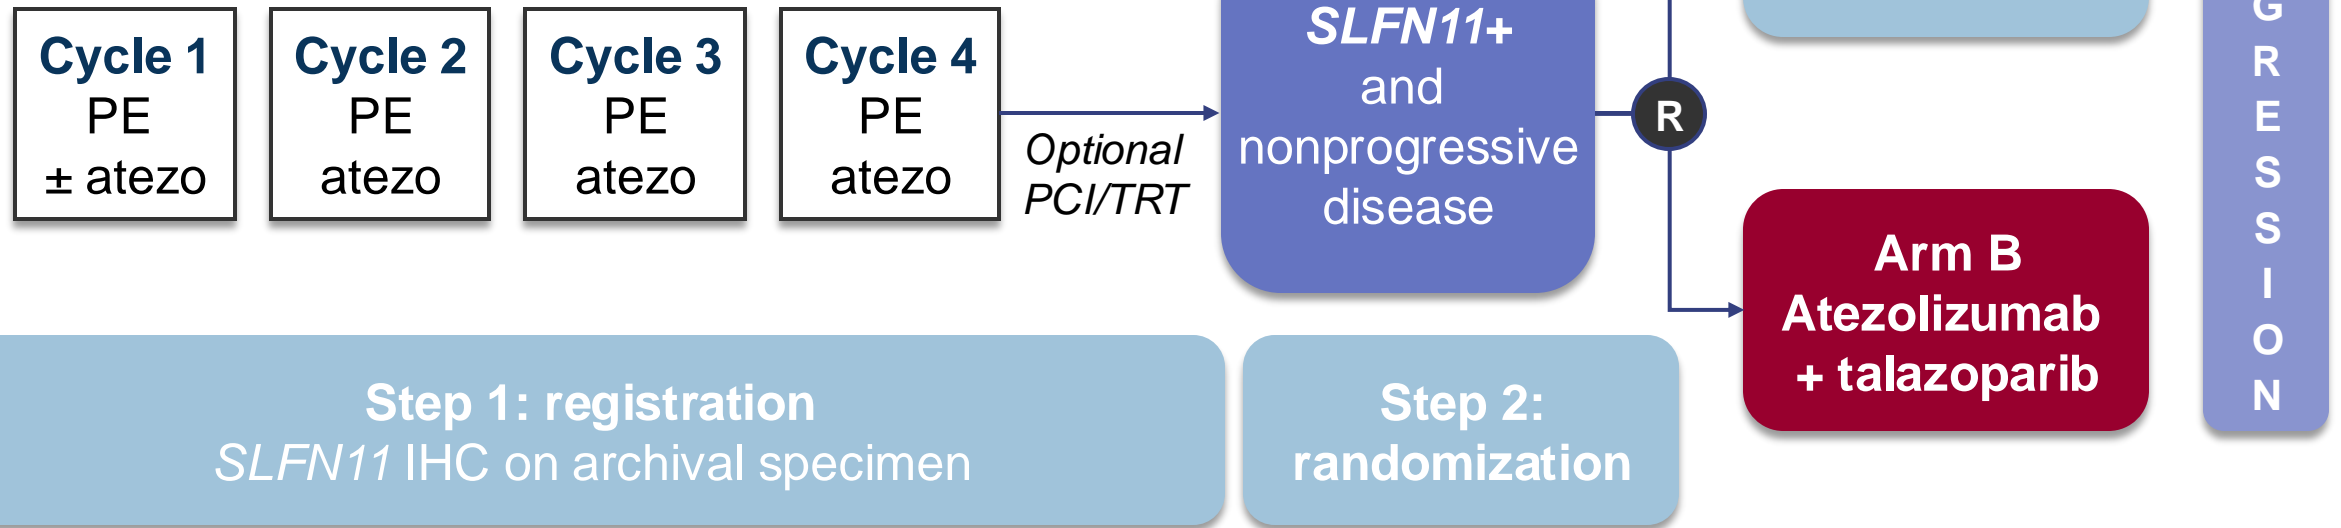 Cycle 1
PE
± atezo
Cycle 2
PE
atezo
Cycle 3
PE
atezo
Cycle 4
PE
atezo
Optional
PCI/TRT
SLFN11+
and
nonprogressive
disease
R
Arm B
Atezolizumab
+ talazoparib
G
R
E
S
S
I
O
N
Step 1: registration
SLFN11 IHC on archival specimen
Step 2:
randomization